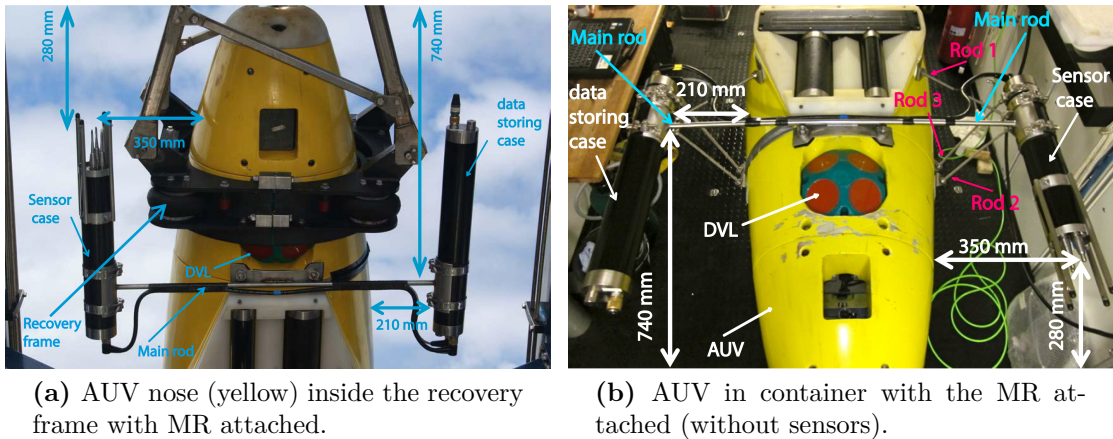 280 mm
740 mm
350 mm
data
storing
case
Sensor
case
DVL
210 mm
Recovery
frame
Main rod
Main rod
Main rod
Rod 1
210 mm
Rod 3
Sensor
case
data
storing
case
Rod 2
DVL
350 mm
740 mm
280 mm
AUV
(a) AUV nose (yellow) inside the recovery
frame with MR attached.
(b) AUV in container with the MR at-
tached (without sensors).